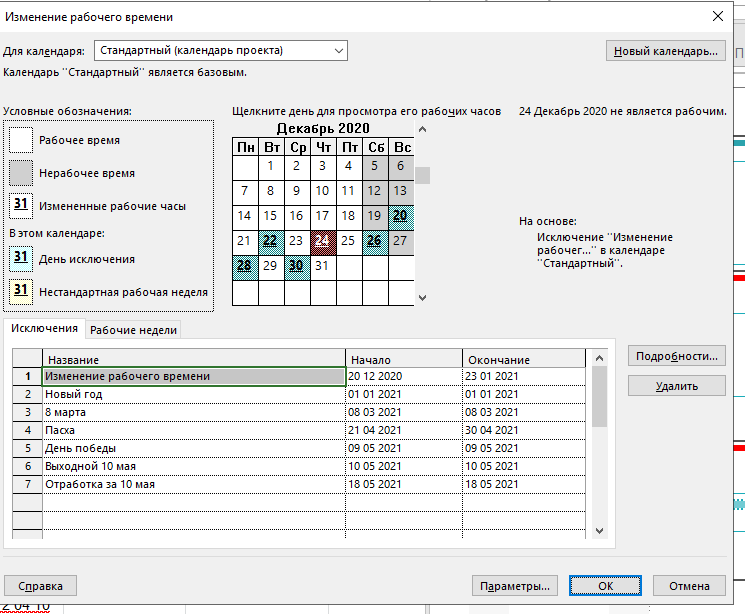 Изменение рабочего времени
Для календаря: Стандартный (календарь проекта) Новый календарь...
Календарь "Стандартный" является базовым.
Условные обозначения:
Рабочее время
Нерабочее время
31 Измененные рабочие часы
В этом календаре:
31 День исключения
31 Нестандартная рабочая неделя
Щелкните день для просмотра его рабочих часов
Декабрь 2020
Пн Вт Ср Чт Пт Сб Вс
1 2 3 4 5 6
7 8 9 10 11 12 13
14 15 16 17 18 19 20
21 22 23 24 25 26 27
28 29 30 31
24 Декабрь 2020 не является рабочим.
На основе:
Исключение "Изменение
рабочег..." в календаре
"Стандартный".
Исключения Рабочие недели
Название Начало Окончание
1 Изменение рабочего времени 20 12 2020 23 01 2021
2 Новый год 01 01 2021 01 01 2021
3 8 марта 08 03 2021 08 03 2021
4 Пасха 21 04 2021 30 04 2021
5 День победы 09 05 2021 09 05 2021
6 Выходной 10 мая 10 05 2021 10 05 2021
7 Отработка за 10 мая 18 05 2021 18 05 2021
Подробности...
Удалить
Справка Параметры... ОК Отмена